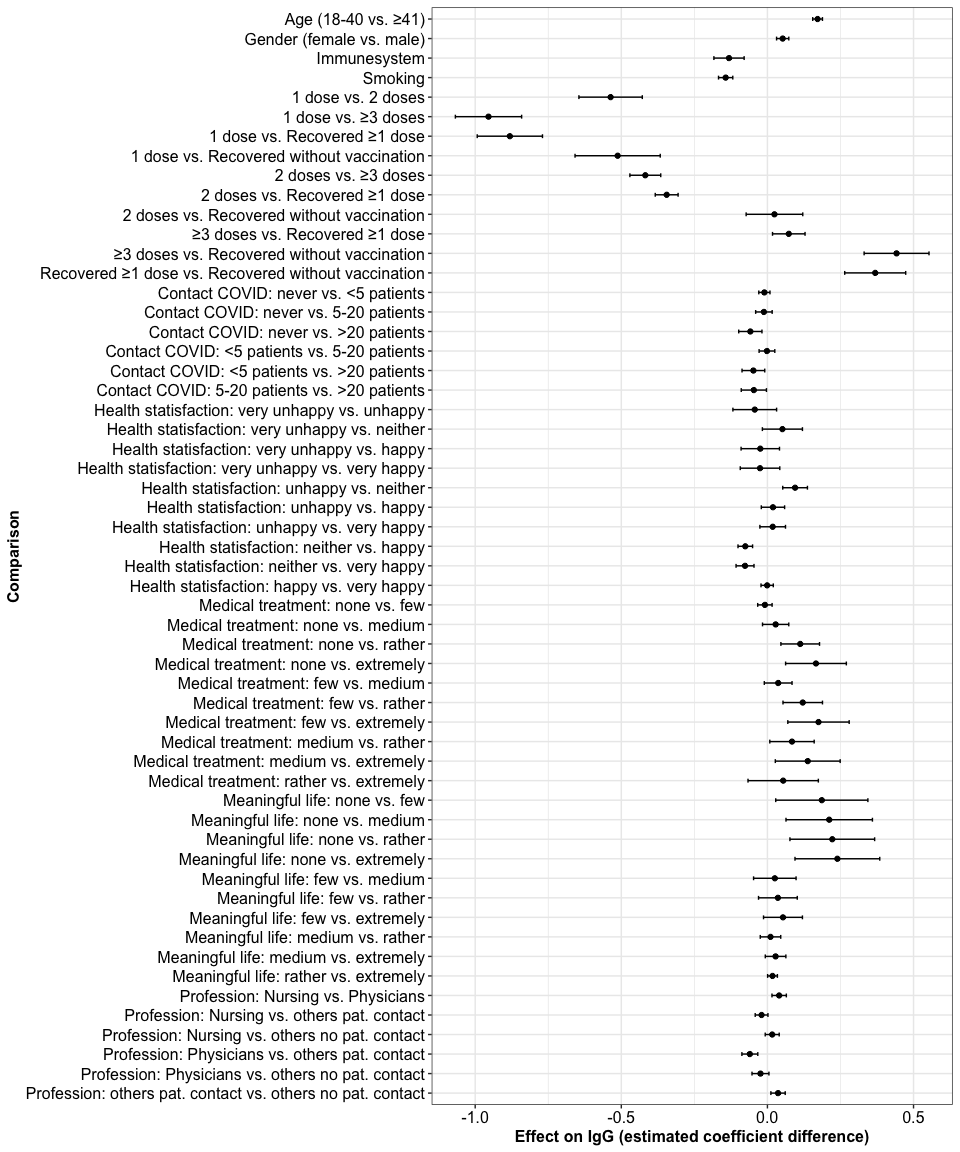 Age (18-40 vs. ≥41)
Gender (female vs. male)
Immunesystem
Smoking
1 dose vs. 2 doses
1 dose vs. ≥3 doses
1 dose vs. Recovered ≥1 dose
1 dose vs. Recovered without vaccination
2 doses vs. ≥3 doses
2 doses vs. Recovered ≥1 dose
2 doses vs. Recovered without vaccination
≥3 doses vs. Recovered ≥1 dose
≥3 doses vs. Recovered without vaccination
Recovered ≥1 dose vs. Recovered without vaccination
Contact COVID: never vs. <5 patients
Contact COVID: never vs. 5-20 patients
Contact COVID: never vs. >20 patients
Contact COVID: <5 patients vs. 5-20 patients
Contact COVID: <5 patients vs. >20 patients
Contact COVID: 5-20 patients vs. >20 patients
Health statisfaction: very unhappy vs. unhappy
Health statisfaction: very unhappy vs. neither
Health statisfaction: very unhappy vs. happy
Health statisfaction: very unhappy vs. very happy
Health statisfaction: unhappy vs. neither
Health statisfaction: unhappy vs. happy
Health statisfaction: unhappy vs. very happy
Health statisfaction: neither vs. happy
Health statisfaction: neither vs. very happy
Health statisfaction: happy vs. very happy
Medical treatment: none vs. few
Medical treatment: none vs. medium
Medical treatment: none vs. rather
Medical treatment: none vs. extremely
Medical treatment: few vs. medium
Medical treatment: few vs. rather
Medical treatment: few vs. extremely
Medical treatment: medium vs. rather
Medical treatment: medium vs. extremely
Medical treatment: rather vs. extremely
Meaningful life: none vs. few
Meaningful life: none vs. medium
Meaningful life: none vs. rather
Meaningful life: none vs. extremely
Meaningful life: few vs. medium
Meaningful life: few vs. rather
Meaningful life: few vs. extremely
Meaningful life: medium vs. rather
Meaningful life: medium vs. extremely
Meaningful life: rather vs. extremely
Profession: Nursing vs. Physicians
Profession: Nursing vs. others pat. contact
Profession: Nursing vs. others no pat. contact
Profession: Physicians vs. others pat. contact
Profession: Physicians vs. others no pat. contact
Profession: others pat. contact vs. others no pat. contact
Comparison
-1.0 -0.5 0.0 0.5
Effect on IgG (estimated coefficient difference)